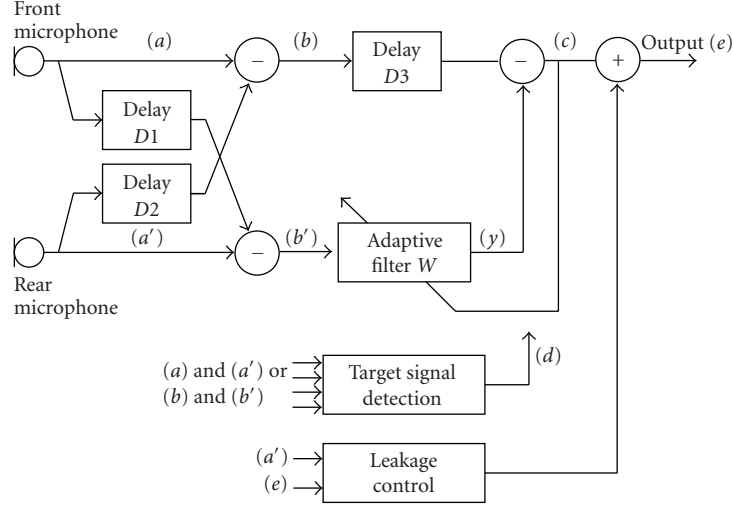 Front
microphone
(a)
(b)
Delay
D3
(c)
Output (e)
−
−
+
Delay
D1
Delay
D2
(a′)
−
(b′)
Adaptive
filter W
(y)
Rear
microphone
(d)
(a) and (a′) or
(b) and (b′)
Target signal
detection
(a′)
(e)
Leakage
control